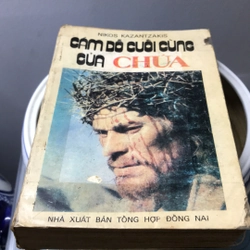 NIKOS KAZANTZAKIS
CÁM DỖ CUỐI CÙNG
CỦA CHÚA
NHÀ XUẤT BẢN TỔNG HỢP ĐỒNG NAI